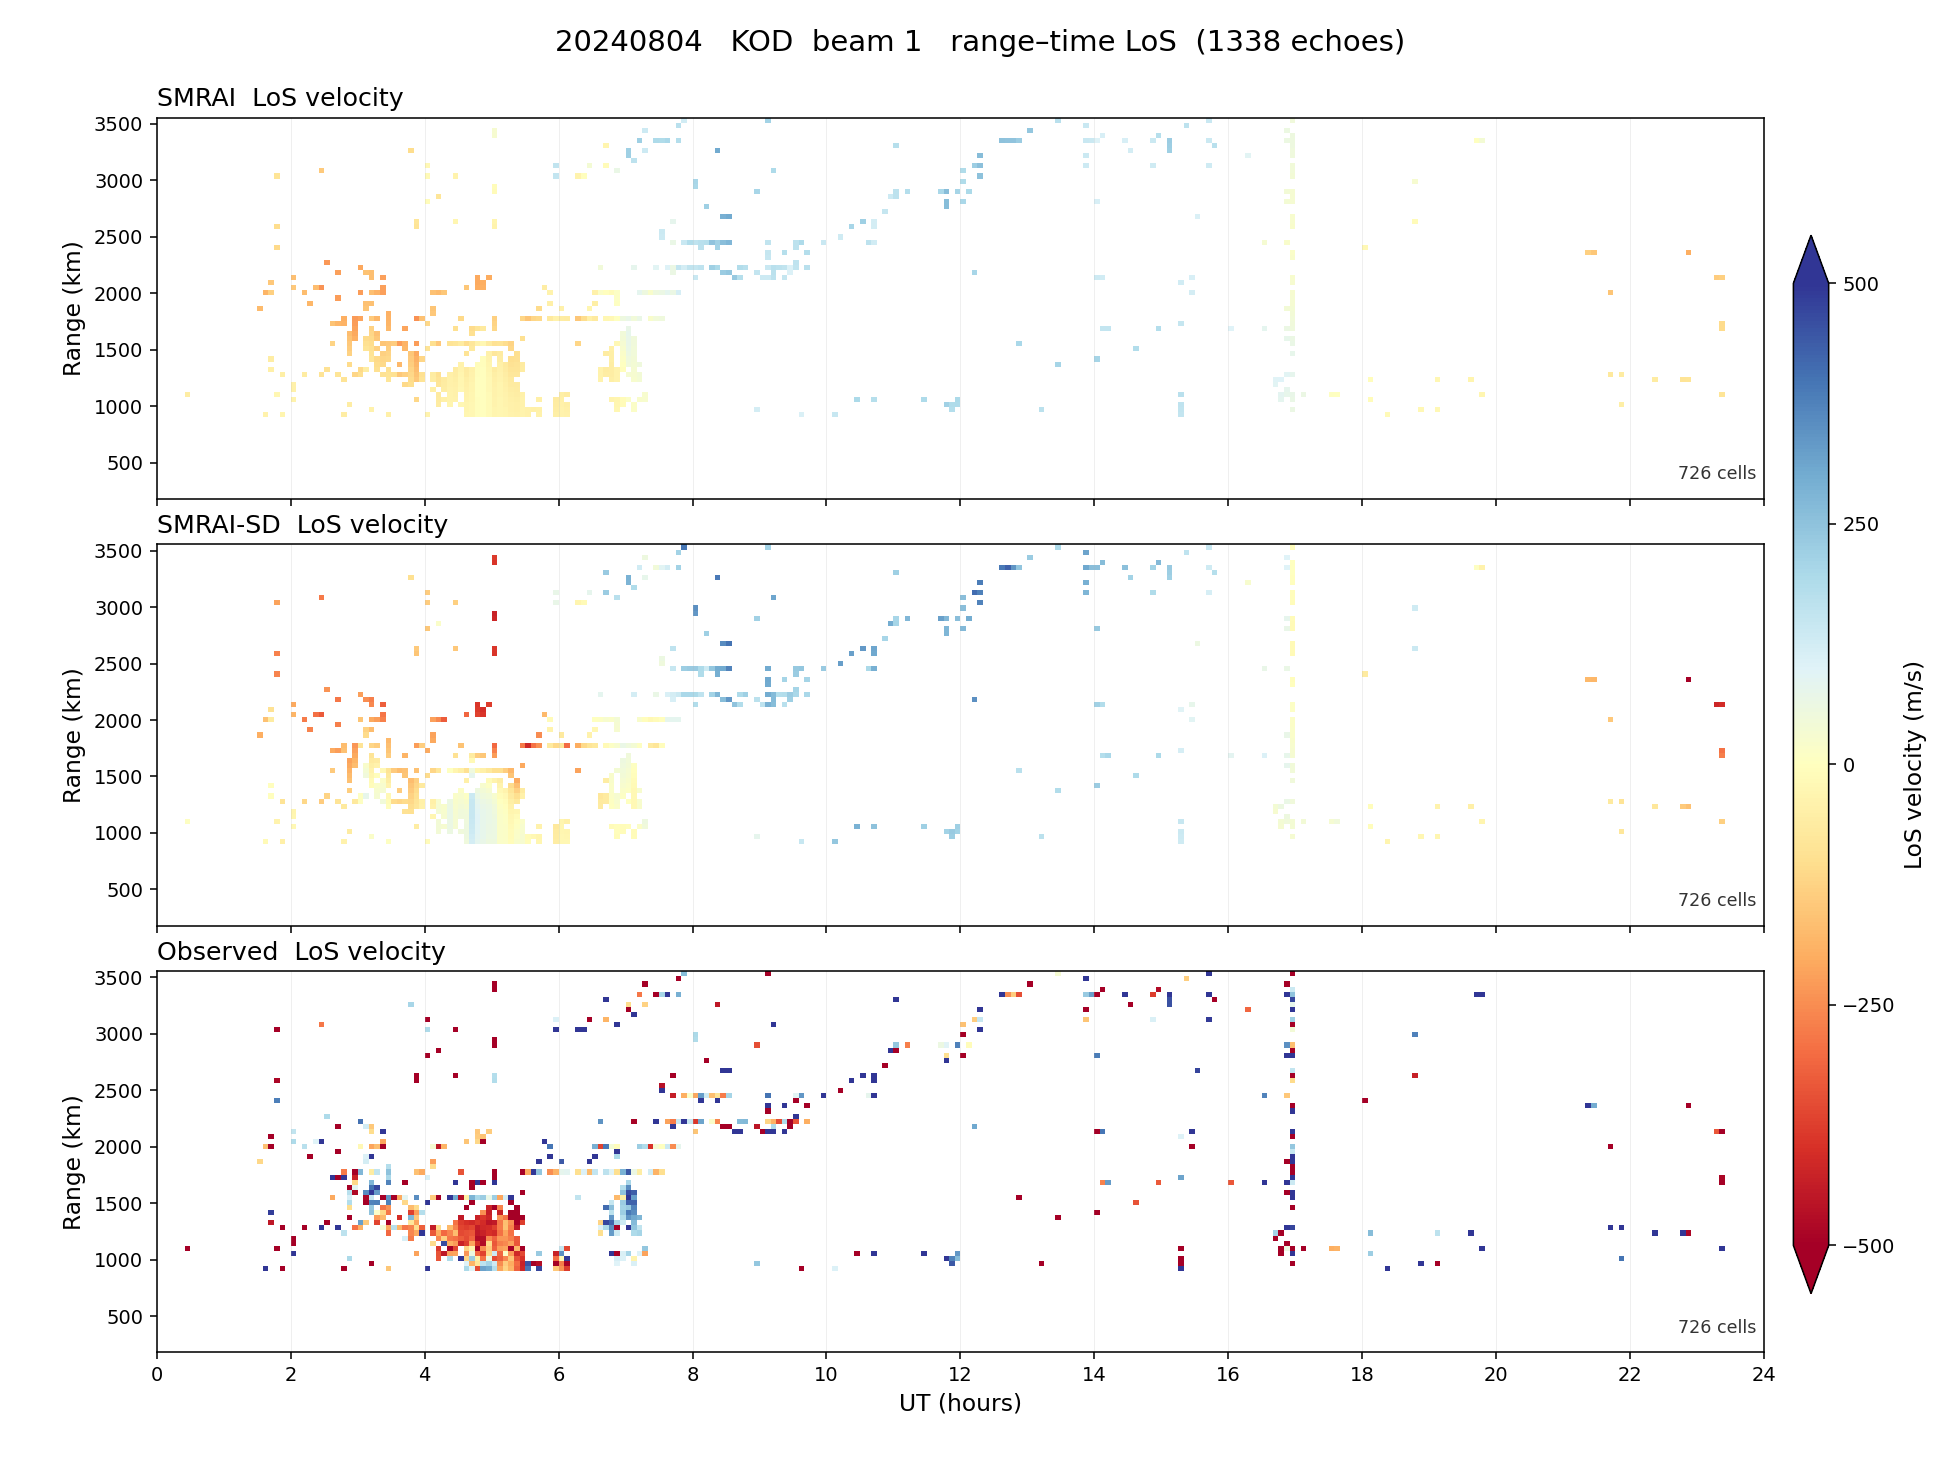 20240804 KOD beam 1 range–time LoS (1338 echoes)
SMRAI LoS velocity
3500
3000
2500
2000
1500
1000
500
Range (km)
726 cells
SMRAI-SD LoS velocity
3500
3000
2500
2000
1500
1000
500
Range (km)
726 cells
Observed LoS velocity
3500
3000
2500
2000
1500
1000
500
Range (km)
726 cells
0 2 4 6 8 10 12 14 16 18 20 22 24
UT (hours)
500
250
0
−250
−500
LoS velocity (m/s)